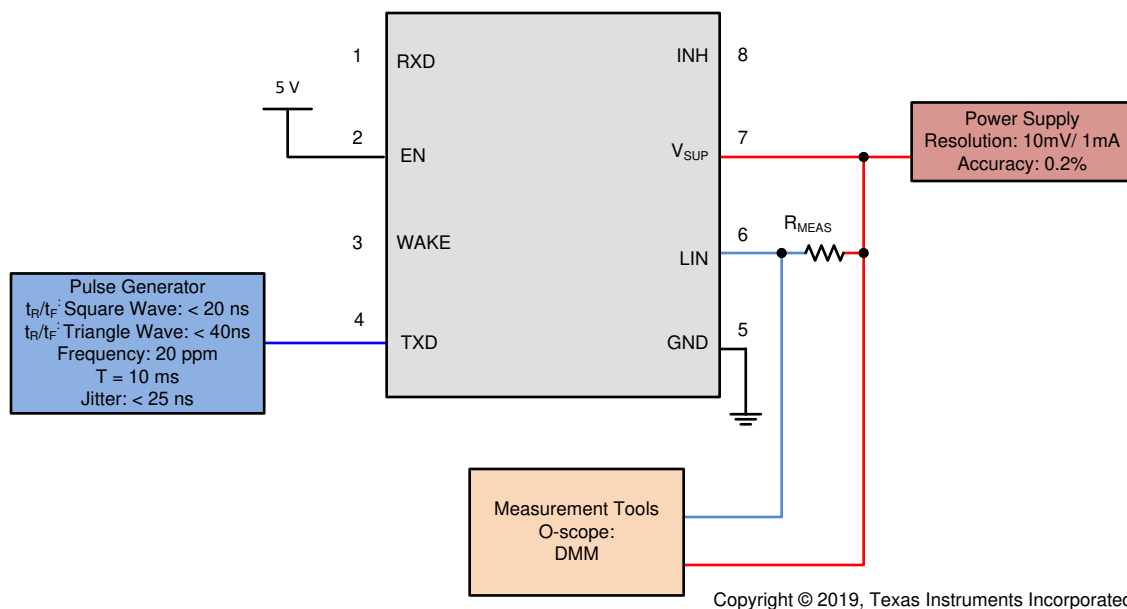 1
RXD
INH
8
5 V
2
EN
7
V_SUP
Power Supply
Resolution: 10mV/ 1mA
Accuracy: 0.2%
3
WAKE
6
LIN
R_MEAS
Pulse Generator
t_R/t_F: Square Wave: < 20 ns
t_R/t_F: Triangle Wave: < 40ns
Frequency: 20 ppm
T = 10 ms
Jitter: < 25 ns
4
TXD
5
GND
Measurement Tools
O-scope:
DMM
Copyright © 2019, Texas Instruments Incorporated